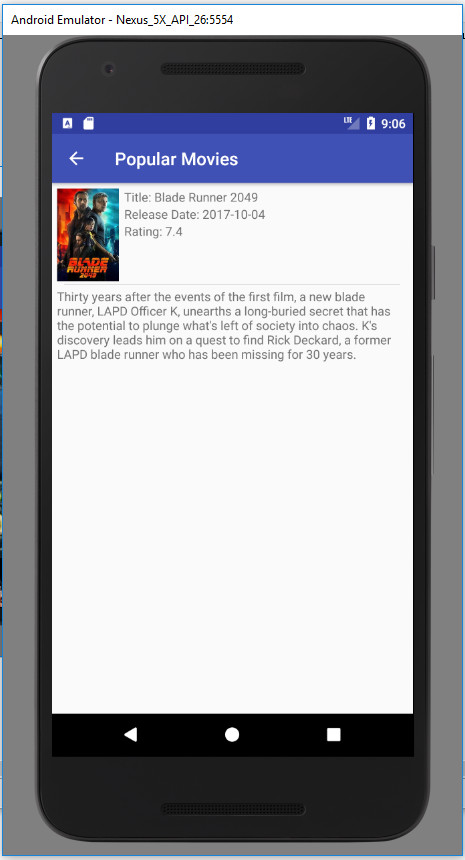 Android Emulator - Nexus_5X_API_26:5554
LTE 9:06
Popular Movies
Title: Blade Runner 2049
Release Date: 2017-10-04
Rating: 7.4
BLADE
RUNNER
2049
Thirty years after the events of the first film, a new blade
runner, LAPD Officer K, unearths a long-buried secret that has
the potential to plunge what's left of society into chaos. K's
discovery leads him on a quest to find Rick Deckard, a former
LAPD blade runner who has been missing for 30 years.